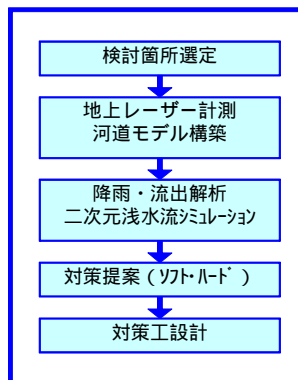 検討箇所選定
地上レーザー計測
河道モデル構築
降雨・流出解析
二次元浅水流ｼﾐｭﾚｰｼｮﾝ
対策提案（ｿﾌﾄ･ﾊｰﾄﾞ）
対策工設計